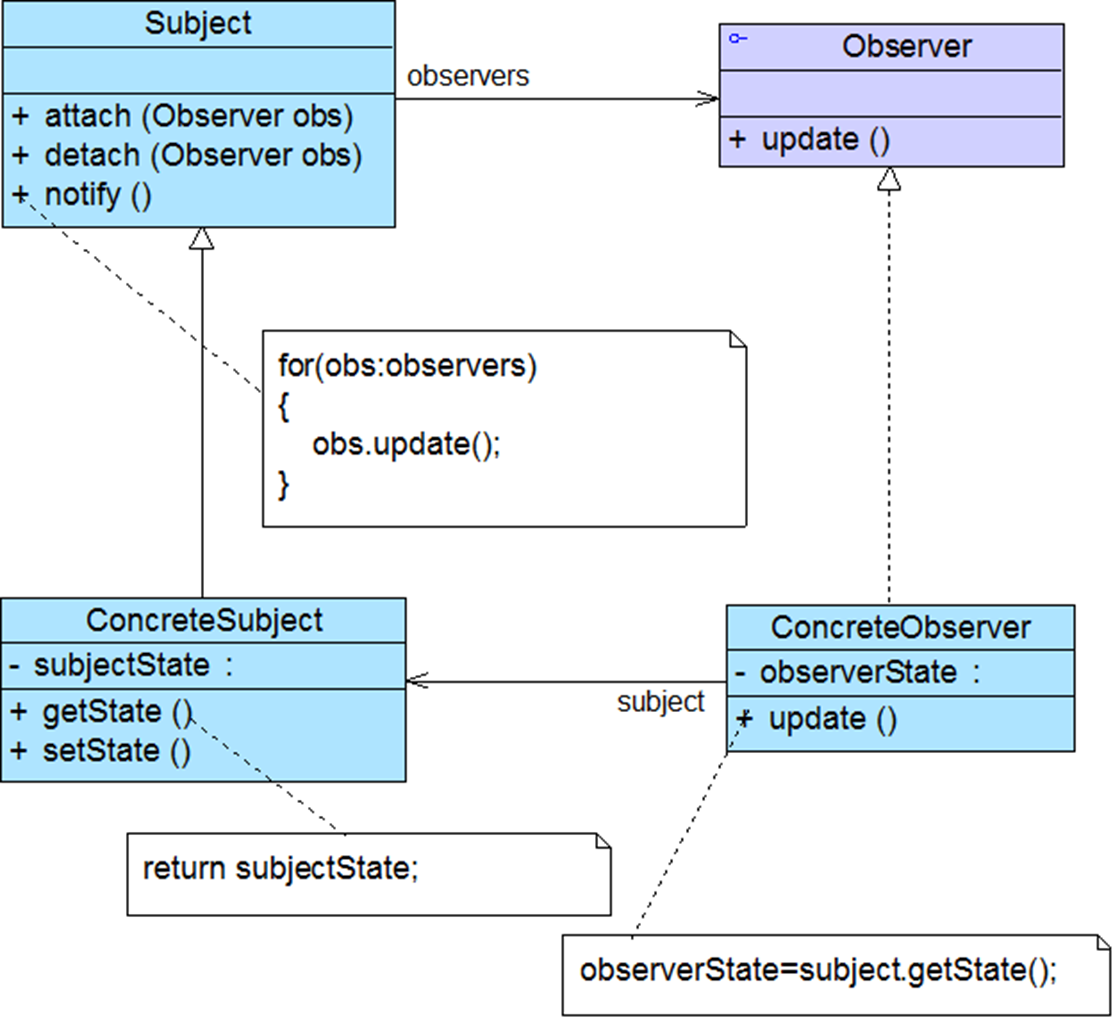 Subject
+ attach (Observer obs)
+ detach (Observer obs)
+ notify ()
observers
Observer
+ update ()
for(obs:observers)
{
obs.update();
}
ConcreteSubject
- subjectState :
+ getState ()
+ setState ()
subject
ConcreteObserver
- observerState :
+ update ()
return subjectState;
observerState=subject.getState();